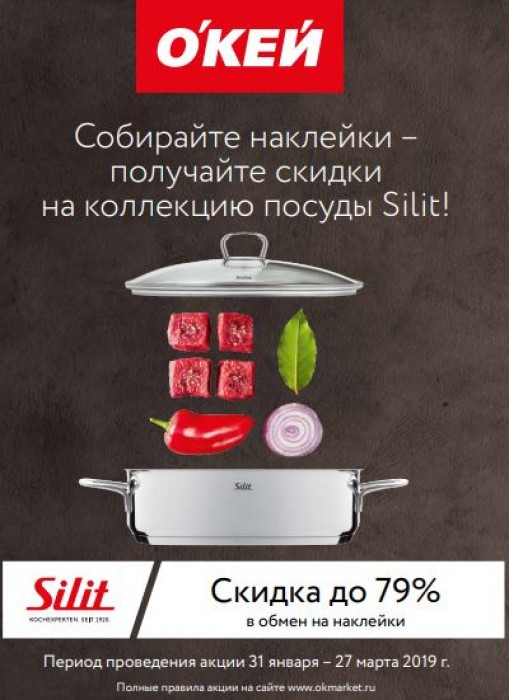 О'КЕЙ
Собирайте наклейки –
получайте скидки
на коллекцию посуды Silit!
Silit
Silit.
Silit
KOCHEXPERTEN. SEIT 1920.
Скидка до 79%
в обмен на наклейки
Период проведения акции 31 января – 27 марта 2019 г.
Полные правила акции на сайте www.okmarket.ru